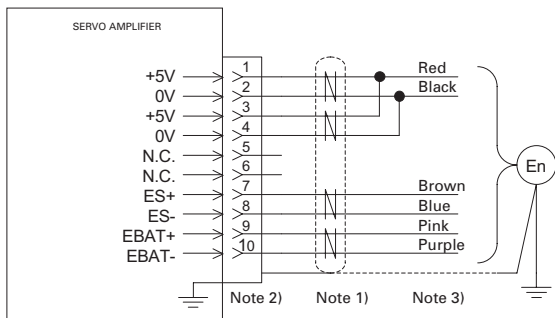 SERVO AMPLIFIER
+5V 1 Red
0V 2 Black
+5V 3
0V 4
N.C. 5
N.C. 6
ES+ 7 Brown
ES- 8 Blue
EBAT+ 9 Pink
EBAT- 10 Purple
En
Note 2) Note 1) Note 3)